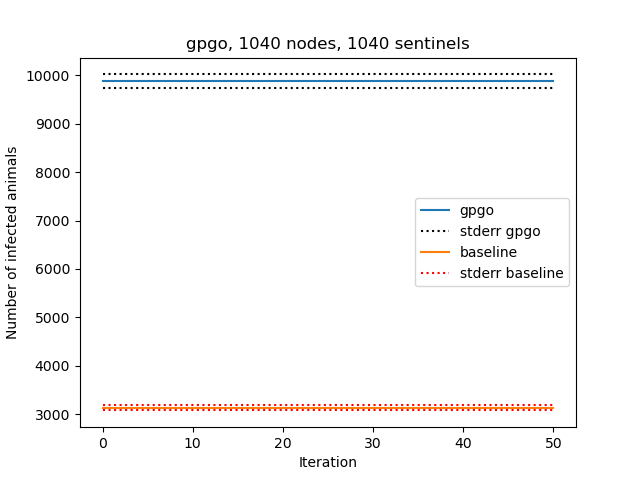 gpgo, 1040 nodes, 1040 sentinels
10000
9000
8000
7000
6000
5000
4000
3000
Number of infected animals
gpgo
stderr gpgo
baseline
stderr baseline
0 10 20 30 40 50
Iteration